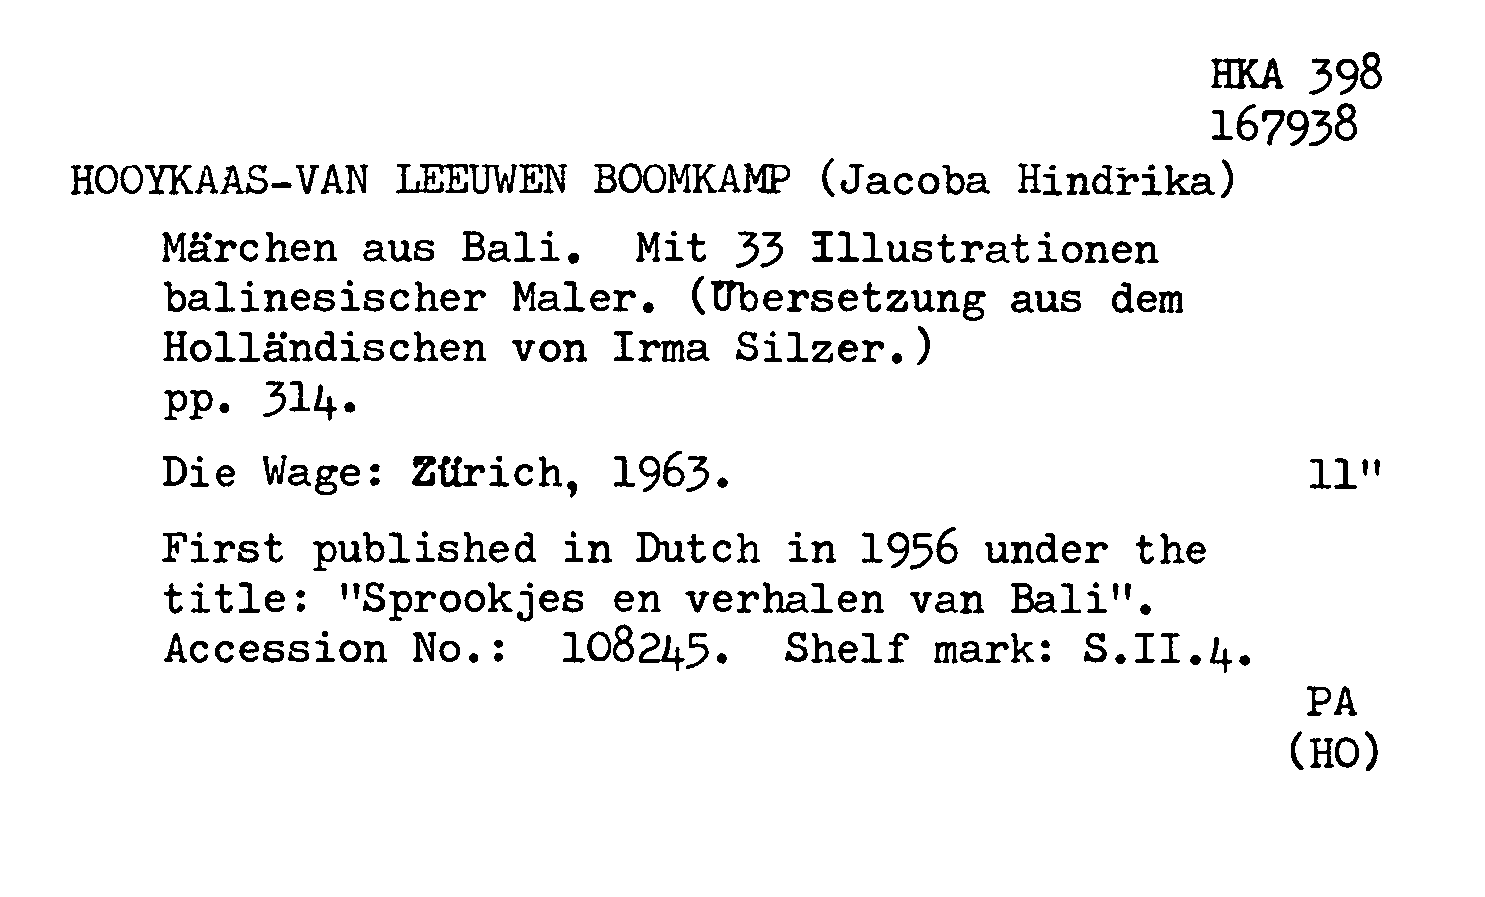 HKA 398
167938
HOOYKAAS-VAN LEEUWEN BOOMKAMP (Jacoba Hindrika)
Märchen aus Bali. Mit 33 Illustrationen
balinesischer Maler. (Übersetzung aus dem
Holländischen von Irma Silzer.)
pp. 314.
Die Wage: Zürich, 1963. 11"
First published in Dutch in 1956 under the
title: "Sprookjes en verhalen van Bali".
Accession No.: 108245. Shelf mark: S.II.4.
PA
(HO)